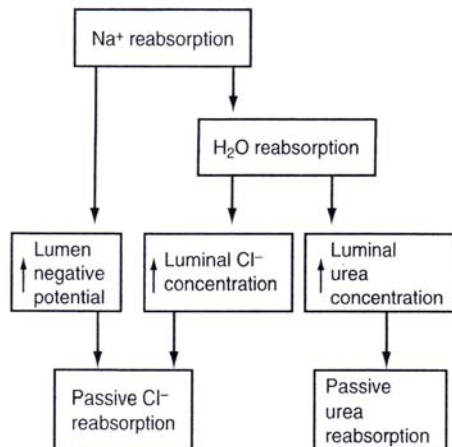 Na⁺ reabsorption
H₂O reabsorption
Lumen
negative
potential
Luminal Cl⁻
concentration
Luminal
urea
concentration
Passive Cl⁻
reabsorption
Passive
urea
reabsorption